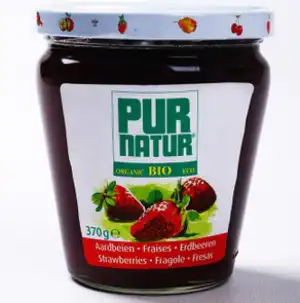 PUR
NATUR®
ORGANIC BIO ECO
370g ℮
Aardbeien • Fraises • Erdbeeren
Strawberries • Fragole • Fresas